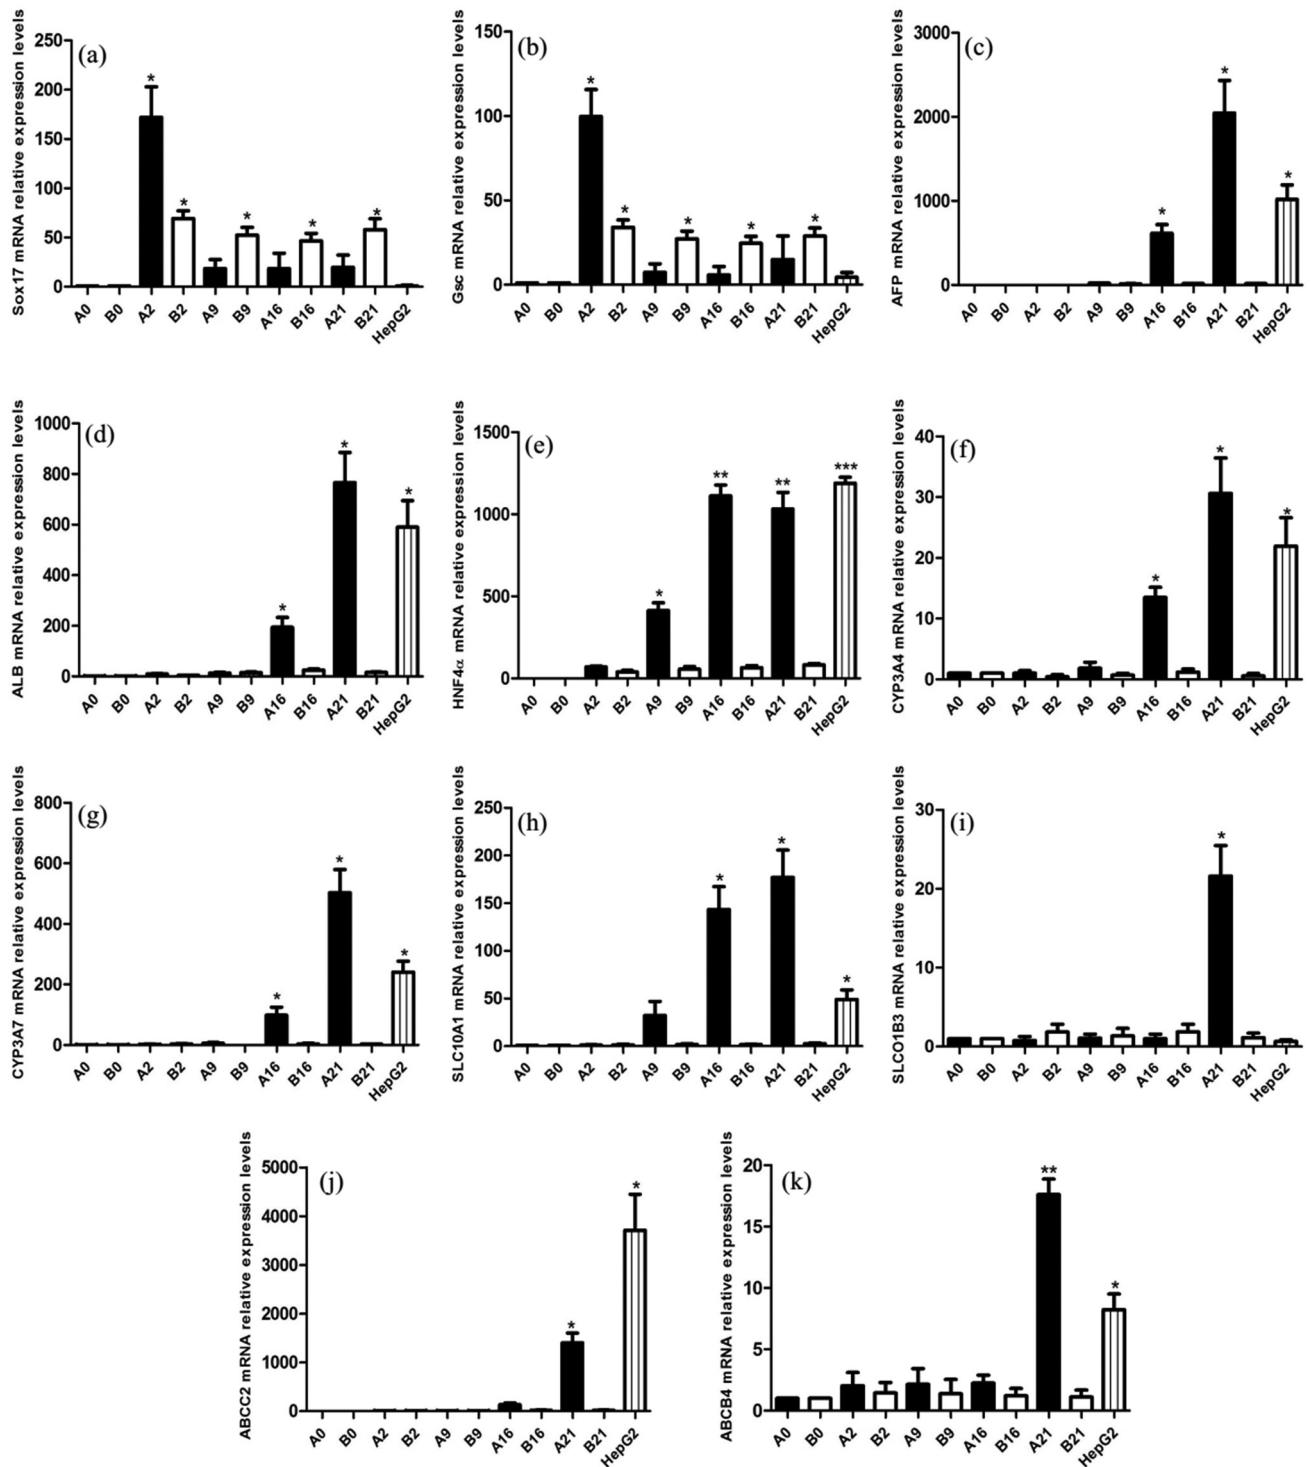 Sox17 mRNA relative expression levels
(a)
250
200
150
100
50
0
*
*
*
*
*
A0 B0 A2 B2 A9 B9 A16 B16 A21 B21 HepG2
Gsc mRNA relative expression levels
(b)
150
100
50
0
*
*
*
*
*
A0 B0 A2 B2 A9 B9 A16 B16 A21 B21 HepG2
AFP mRNA relative expression levels
(c)
3000
2000
1000
0
*
*
*
A0 B0 A2 B2 A9 B9 A16 B16 A21 B21 HepG2
ALB mRNA relative expression levels
(d)
1000
800
600
400
200
0
*
*
*
A0 B0 A2 B2 A9 B9 A16 B16 A21 B21 HepG2
HNF4α mRNA relative expression levels
(e)
1500
1000
500
0
*
**
**
***
A0 B0 A2 B2 A9 B9 A16 B16 A21 B21 HepG2
CYP3A4 mRNA relative expression levels
(f)
40
30
20
10
0
*
*
*
A0 B0 A2 B2 A9 B9 A16 B16 A21 B21 HepG2
CYP3A7 mRNA relative expression levels
(g)
800
600
400
200
0
*
*
*
A0 B0 A2 B2 A9 B9 A16 B16 A21 B21 HepG2
SLC10A1 mRNA relative expression levels
(h)
250
200
150
100
50
0
*
*
*
A0 B0 A2 B2 A9 B9 A16 B16 A21 B21 HepG2
SLCO1B3 mRNA relative expression levels
(i)
30
20
10
0
*
A0 B0 A2 B2 A9 B9 A16 B16 A21 B21 HepG2
ABCC2 mRNA relative expression levels
(j)
5000
4000
3000
2000
1000
0
*
*
A0 B0 A2 B2 A9 B9 A16 B16 A21 B21 HepG2
ABCB4 mRNA relative expression levels
(k)
20
15
10
5
0
**
*
A0 B0 A2 B2 A9 B9 A16 B16 A21 B21 HepG2